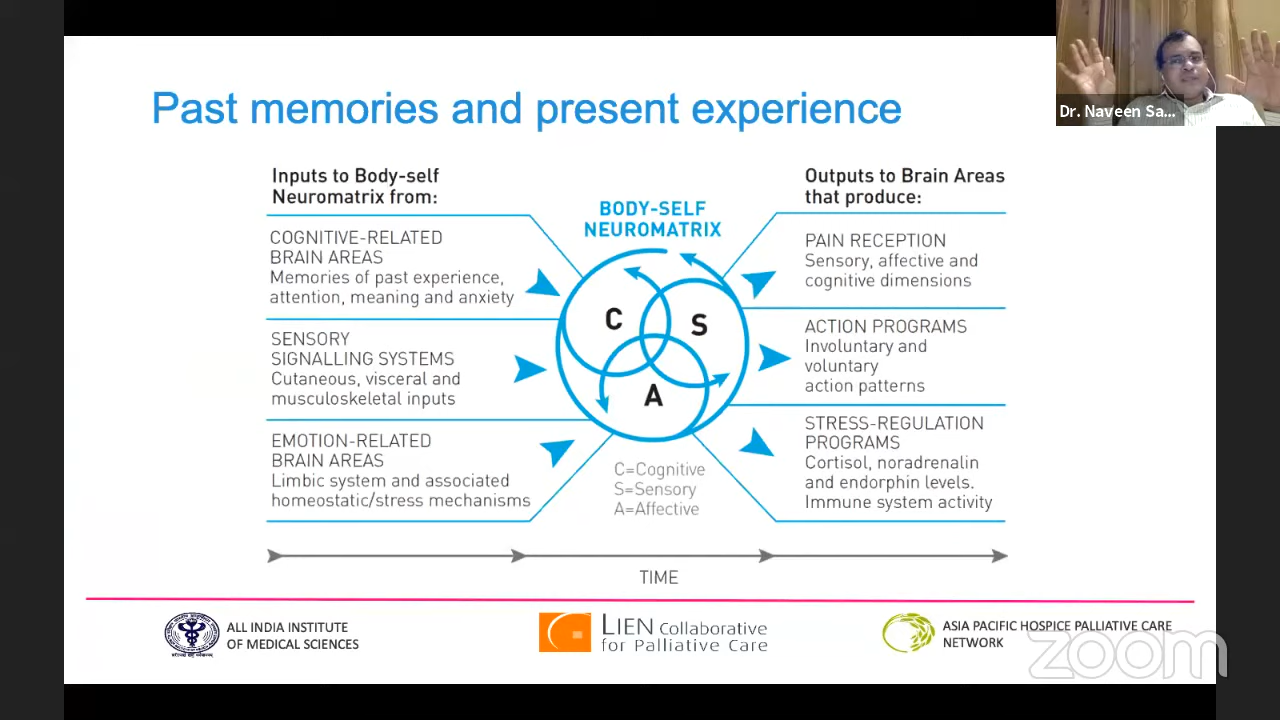 Past memories and present experience
Dr. Naveen Sa...
Inputs to Body-self
Neuromatrix from:
COGNITIVE-RELATED
BRAIN AREAS
Memories of past experience,
attention, meaning and anxiety
SENSORY
SIGNALLING SYSTEMS
Cutaneous, visceral and
musculoskeletal inputs
EMOTION-RELATED
BRAIN AREAS
Limbic system and associated
homeostatic/stress mechanisms
BODY-SELF
NEUROMATRIX
C
S
A
C=Cognitive
S=Sensory
A=Affective
Outputs to Brain Areas
that produce:
PAIN RECEPTION
Sensory, affective and
cognitive dimensions
ACTION PROGRAMS
Involuntary and
voluntary
action patterns
STRESS-REGULATION
PROGRAMS
Cortisol, noradrenalin
and endorphin levels.
Immune system activity
TIME
ALL INDIA INSTITUTE
OF MEDICAL SCIENCES
LIEN Collaborative
for Palliative Care
ASIA PACIFIC HOSPICE PALLIATIVE CARE
NETWORK
zoom